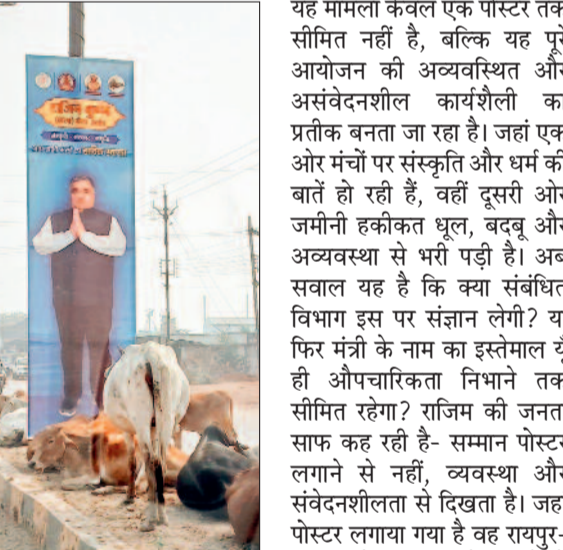 राजिम कुंभ
यह मामला केवल एक पोस्टर तक
सीमित नहीं है, बल्कि यह पूरे
आयोजन की अव्यवस्थित और
असंवेदनशील कार्यशैली का
प्रतीक बनता जा रहा है। जहां एक
ओर मंचों पर संस्कृति और धर्म की
बातें हो रही हैं, वहीं दूसरी ओर
जमीनी हकीकत धूल, बदबू और
अव्यवस्था से भरी पड़ी है। अब
सवाल यह है कि क्या संबंधित
विभाग इस पर संज्ञान लेगी? या
फिर मंत्री के नाम का इस्तेमाल यूँ
ही औपचारिकता निभाने तक
सीमित रहेगा? राजिम की जनता
साफ कह रही है- सम्मान पोस्टर
लगाने से नहीं, व्यवस्था और
संवेदनशीलता से दिखता है। जहां
पोस्टर लगाया गया है वह रायपुर-